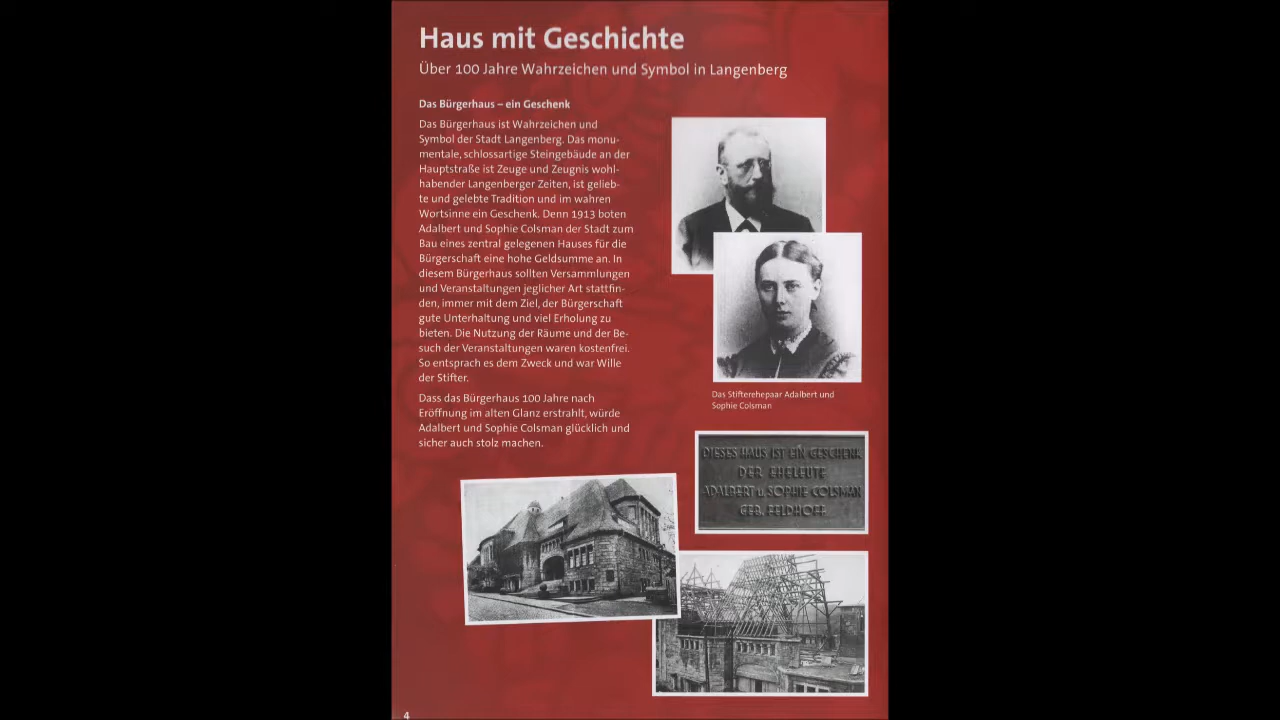 Haus mit Geschichte
Über 100 Jahre Wahrzeichen und Symbol in Langenberg
Das Bürgerhaus – ein Geschenk
Das Bürgerhaus ist Wahrzeichen und
Symbol der Stadt Langenberg. Das monu-
mentale, schlossartige Steingebäude an der
Hauptstraße ist Zeuge und Zeugnis wohl-
habender Langenberger Zeiten, ist gelieb-
te und gelebte Tradition und im wahren
Wortsinne ein Geschenk. Denn 1913 boten
Adalbert und Sophie Colsman der Stadt zum
Bau eines zentral gelegenen Hauses für die
Bürgerschaft eine hohe Geldsumme an. In
diesem Bürgerhaus sollten Versammlungen
und Veranstaltungen jeglicher Art stattfin-
den, immer mit dem Ziel, der Bürgerschaft
gute Unterhaltung und viel Erholung zu
bieten. Die Nutzung der Räume und der Be-
such der Veranstaltungen waren kostenfrei.
So entsprach es dem Zweck und war Wille
der Stifter.
Dass das Bürgerhaus 100 Jahre nach
Eröffnung im alten Glanz erstrahlt, würde
Adalbert und Sophie Colsman glücklich und
sicher auch stolz machen.
Das Stifterehepaar Adalbert und
Sophie Colsman
DIESES HAUS IST EIN GESCHENK
DER EHELEUTE
ADALBERT u. SOPHIE COLSMAN
GEB. FELDHOFF
4